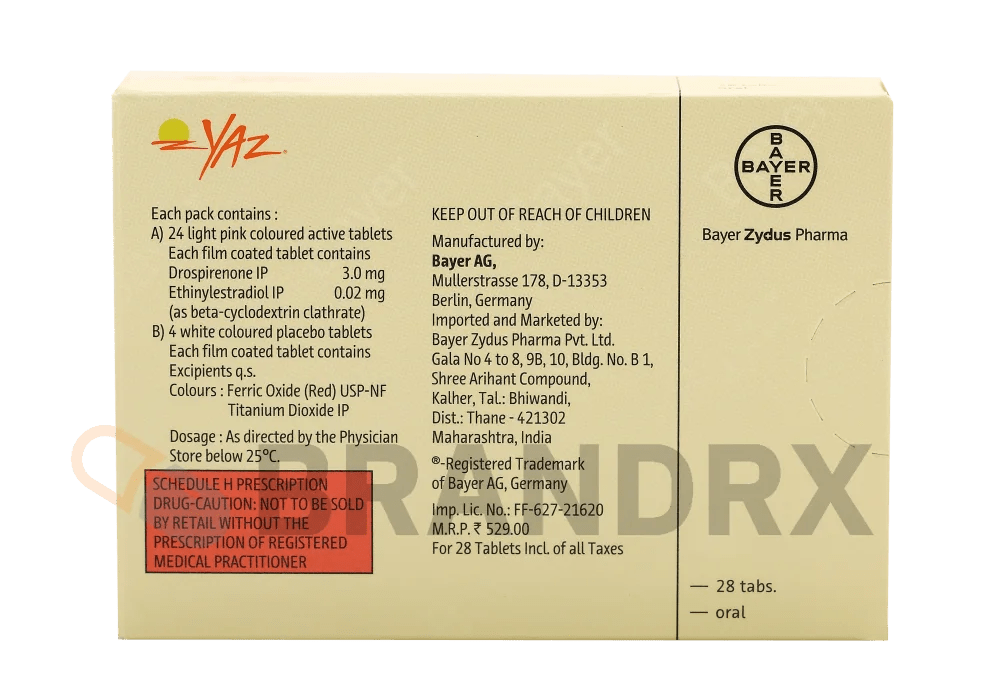 YAZ®
Each pack contains :
A) 24 light pink coloured active tablets
Each film coated tablet contains
Drospirenone IP 3.0 mg
Ethinylestradiol IP 0.02 mg
(as beta-cyclodextrin clathrate)
B) 4 white coloured placebo tablets
Each film coated tablet contains
Excipients q.s.
Colours : Ferric Oxide (Red) USP-NF
Titanium Dioxide IP
Dosage : As directed by the Physician
Store below 25°C.
SCHEDULE H PRESCRIPTION
DRUG-CAUTION: NOT TO BE SOLD
BY RETAIL WITHOUT THE
PRESCRIPTION OF REGISTERED
MEDICAL PRACTITIONER
KEEP OUT OF REACH OF CHILDREN
Manufactured by:
Bayer AG,
Mullerstrasse 178, D-13353
Berlin, Germany
Imported and Marketed by:
Bayer Zydus Pharma Pvt. Ltd.
Gala No 4 to 8, 9B, 10, Bldg. No. B 1,
Shree Arihant Compound,
Kalher, Tal.: Bhiwandi,
Dist.: Thane - 421302
Maharashtra, India
®-Registered Trademark
of Bayer AG, Germany
Imp. Lic. No.: FF-627-21620
M.R.P. ₹ 529.00
For 28 Tablets Incl. of all Taxes
BAYER
BAYER
Bayer Zydus Pharma
— 28 tabs.
— oral
BRANDRX